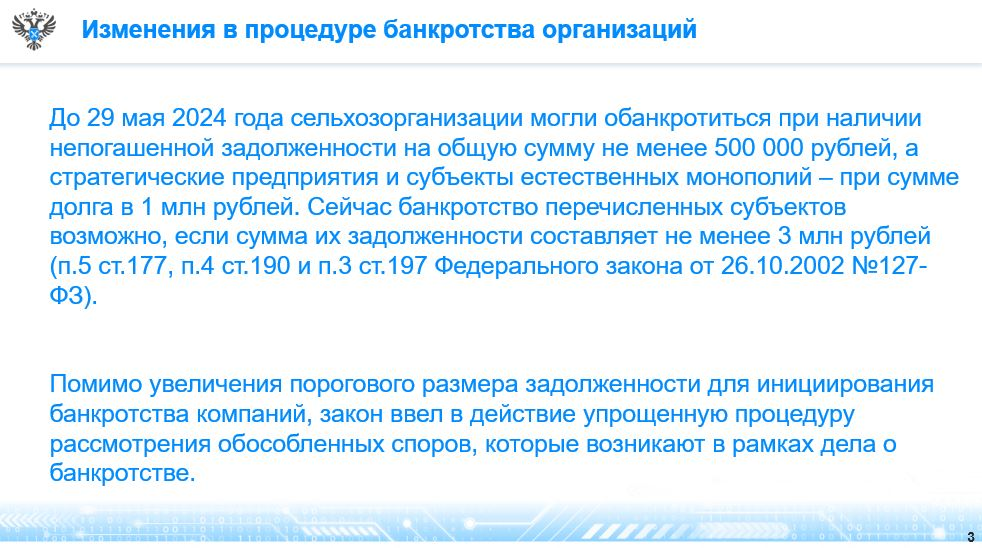 Изменения в процедуре банкротства организаций
До 29 мая 2024 года сельхозорганизации могли обанкротиться при наличии
непогашенной задолженности на общую сумму не менее 500 000 рублей, а
стратегические предприятия и субъекты естественных монополий – при сумме
долга в 1 млн рублей. Сейчас банкротство перечисленных субъектов
возможно, если сумма их задолженности составляет не менее 3 млн рублей
(п.5 ст.177, п.4 ст.190 и п.3 ст.197 Федерального закона от 26.10.2002 №127-
ФЗ).
Помимо увеличения порогового размера задолженности для инициирования
банкротства компаний, закон ввел в действие упрощенную процедуру
рассмотрения обособленных споров, которые возникают в рамках дела о
банкротстве.
3